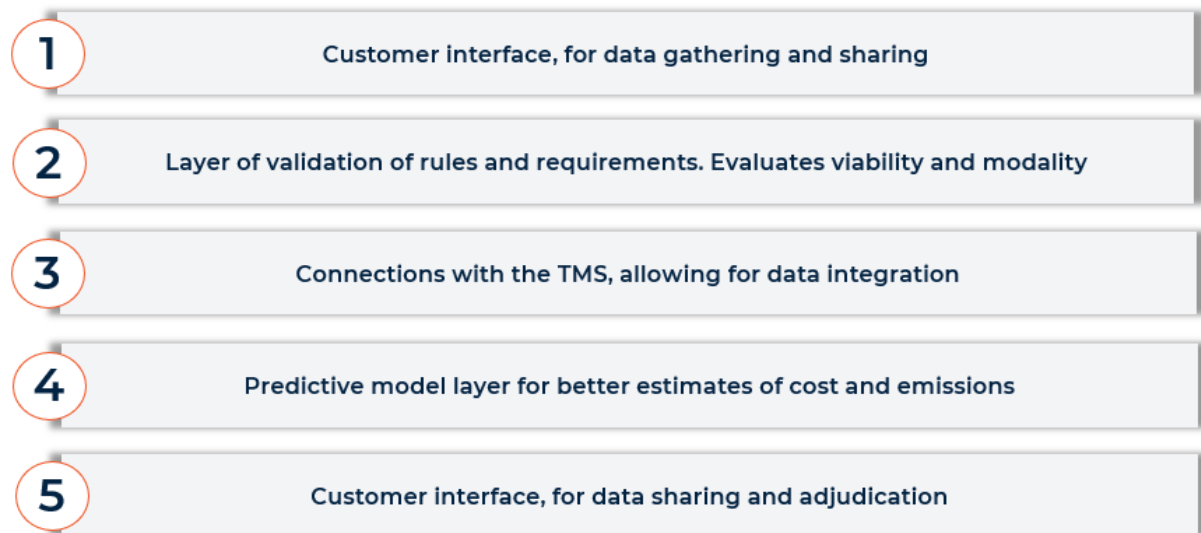 1
Customer interface, for data gathering and sharing
2
Layer of validation of rules and requirements. Evaluates viability and modality
3
Connections with the TMS, allowing for data integration
4
Predictive model layer for better estimates of cost and emissions
5
Customer interface, for data sharing and adjudication